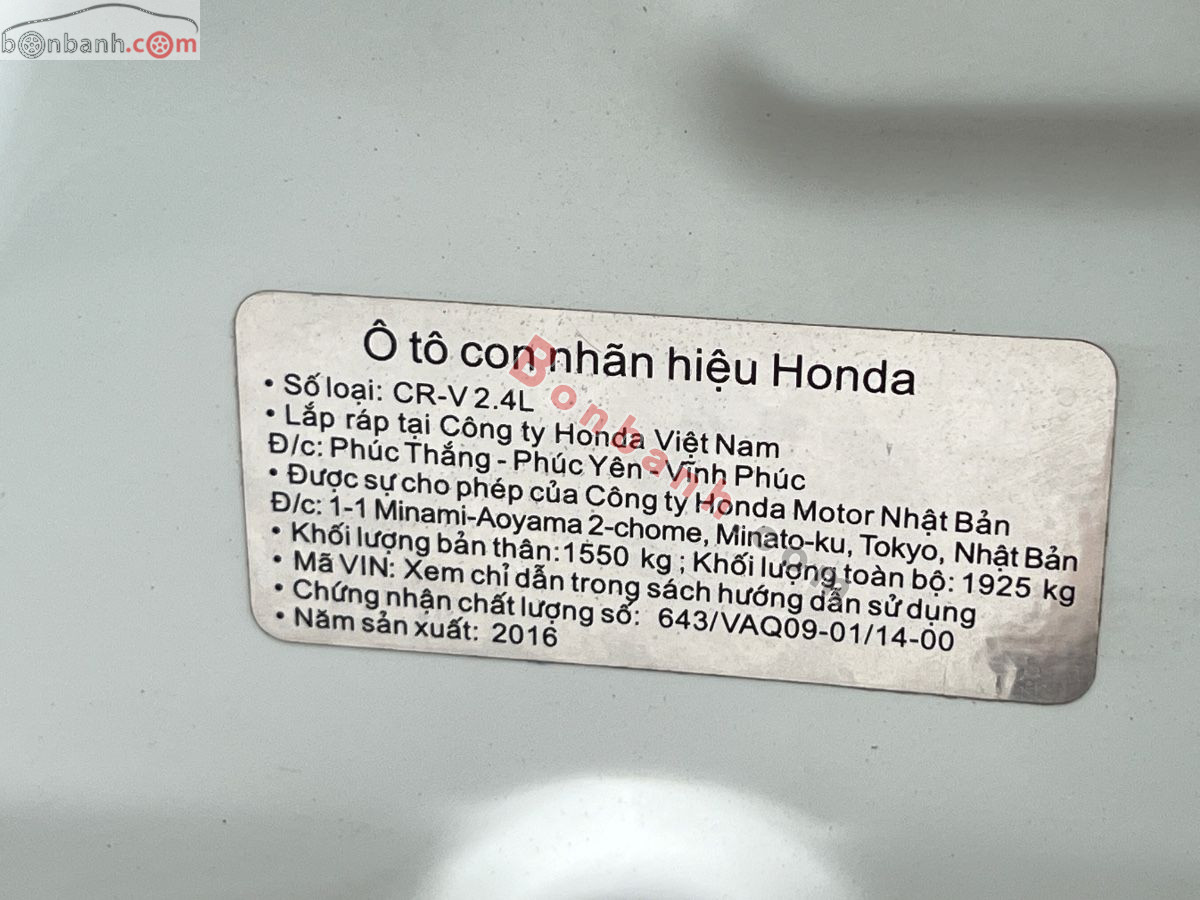 bonbanh.com
Ô tô con nhãn hiệu Honda
• Số loại: CR-V 2.4L
• Lắp ráp tại Công ty Honda Việt Nam
Đ/c: Phúc Thắng - Phúc Yên - Vĩnh Phúc
• Được sự cho phép của Công ty Honda Motor Nhật Bản
Đ/c: 1-1 Minami-Aoyama 2-chome, Minato-ku, Tokyo, Nhật Bản
• Khối lượng bản thân: 1550 kg ; Khối lượng toàn bộ: 1925 kg
• Mã VIN: Xem chỉ dẫn trong sách hướng dẫn sử dụng
• Chứng nhận chất lượng số: 643/VAQ09-01/14-00
• Năm sản xuất: 2016
Bonbanh.com